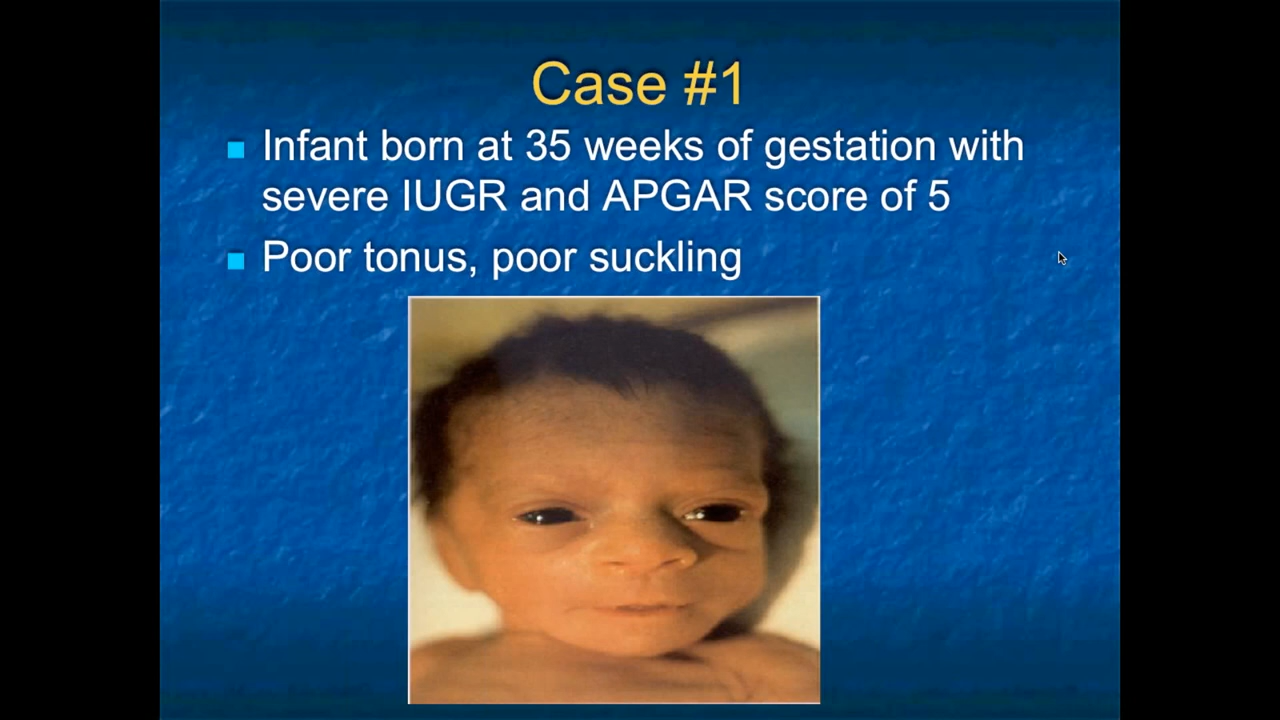 Case #1
Infant born at 35 weeks of gestation with
severe IUGR and APGAR score of 5
Poor tonus, poor suckling